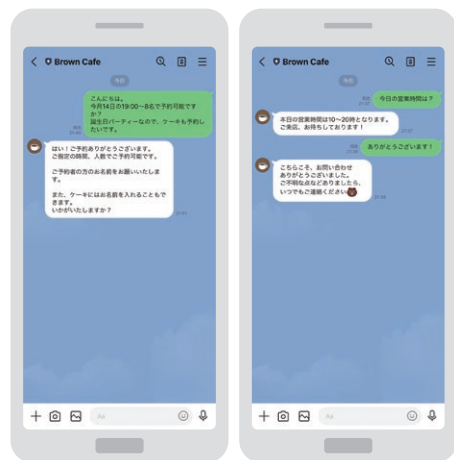 Brown Cafe
今日
こんにちは。
今月14日の19:00〜8名で予約可能です
か？
誕生日パーティーなので、ケーキも予約し
たいです。
既読
はい！ご予約ありがとうございます。
ご指定の時間、人数でご予約可能です。
ご予約者の方のお名前をお願いいたしま
す。
また、ケーキにはお名前を入れることもで
きます。
いかがいたしますか？
Aa
Brown Cafe
今日
既読
今日の営業時間は？
本日の営業時間は10〜20時となります。
ご来店、お待ちしております！
既読
ありがとうございます！
こちらこそ、お問い合わせ
ありがとうございました。
ご不明な点などありましたら、
いつでもご連絡ください
Aa